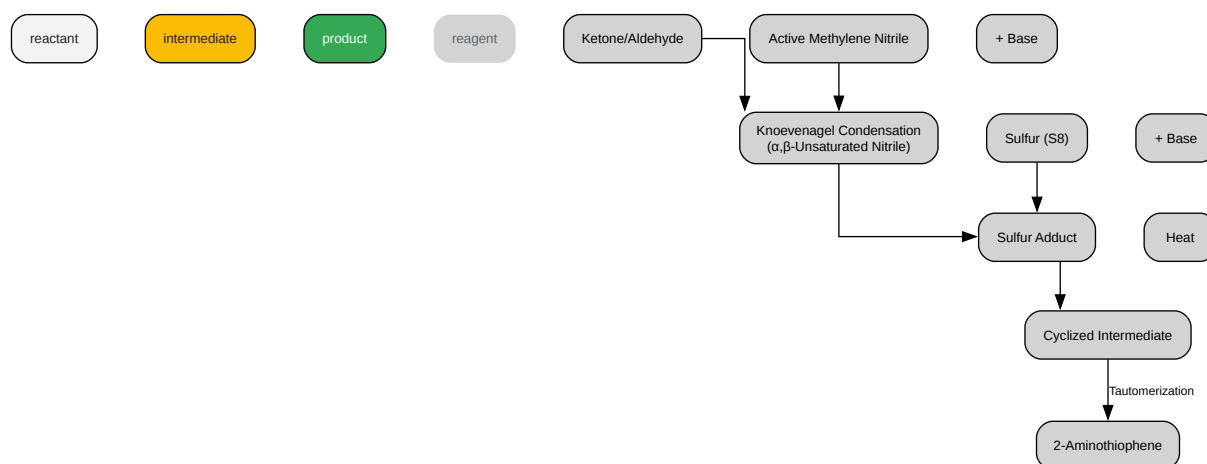 reactant
intermediate
product
reagent
Ketone/Aldehyde
Active Methylene Nitrile
+ Base
Knoevenagel Condensation
(α,β-Unsaturated Nitrile)
Sulfur (S8)
+ Base
Sulfur Adduct
Heat
Cyclized Intermediate
Tautomerization
2-Aminothiophene